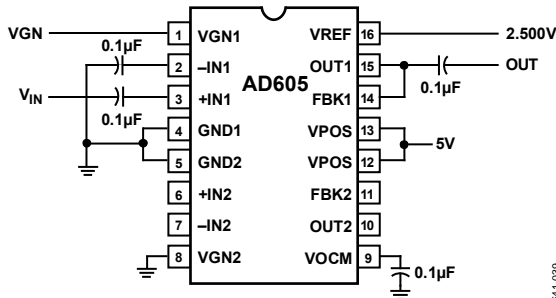 VGN
0.1µF
V_IN
0.1µF
1 VGN1
2 –IN1
3 +IN1
4 GND1
5 GND2
6 +IN2
7 –IN2
8 VGN2
AD605
VREF 16
OUT1 15
FBK1 14
VPOS 13
VPOS 12
FBK2 11
OUT2 10
VOCM 9
2.500V
OUT
0.1µF
5V
0.1µF